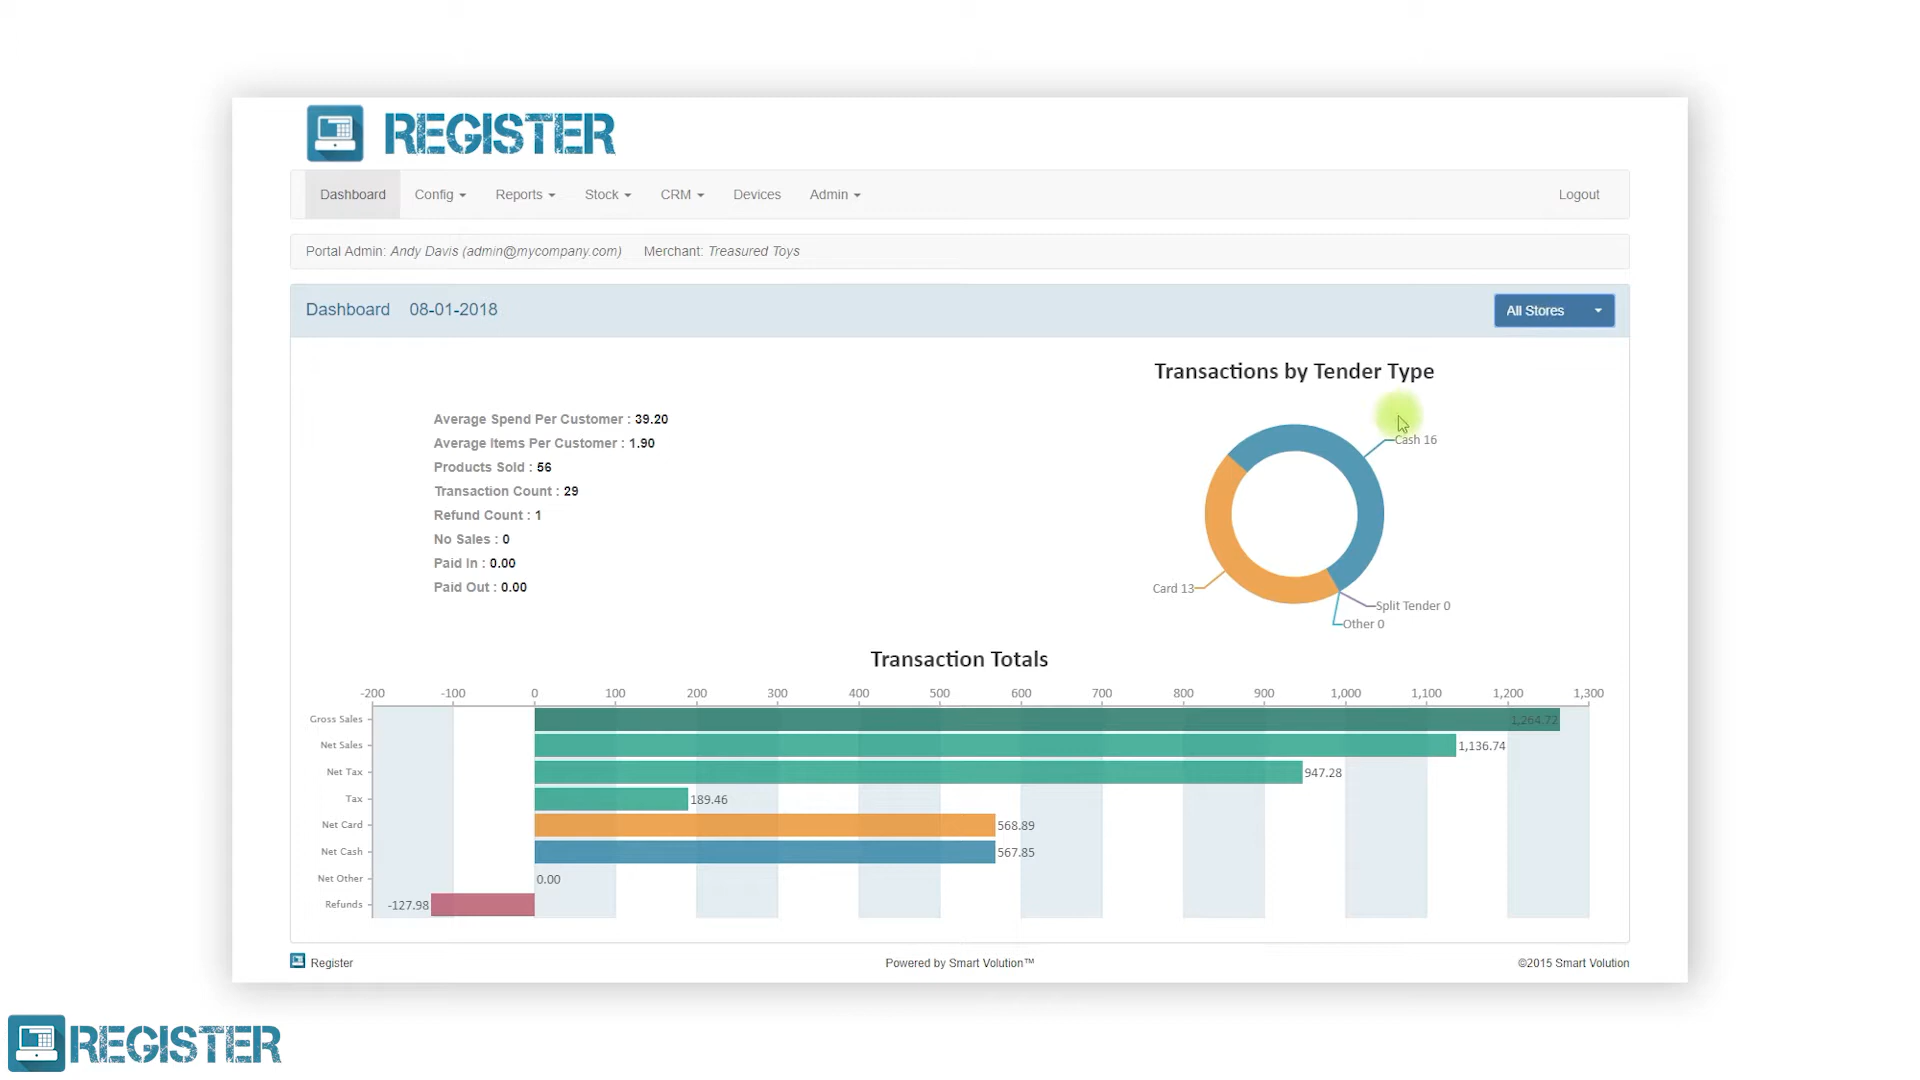 REGISTER
Dashboard Config Reports Stock CRM Devices Admin Logout
Portal Admin: Andy Davis (admin@mycompany.com) Merchant: Treasured Toys
Dashboard 08-01-2018 All Stores
Transactions by Tender Type
Average Spend Per Customer : 39.20
Average Items Per Customer : 1.90
Products Sold : 56
Transaction Count : 29
Refund Count : 1
No Sales : 0
Paid In : 0.00
Paid Out : 0.00
Cash 16
Card 13
Split Tender 0
Other 0
Transaction Totals
-200 -100 0 100 200 300 400 500 600 700 800 900 1,000 1,100 1,200 1,300
Gross Sales 1,264.72
Net Sales 1,136.74
Net Tax 947.28
Tax 189.46
Net Card 568.89
Net Cash 567.85
Net Other 0.00
Refunds -127.98
Register Powered by Smart Volution™ ©2015 Smart Volution
REGISTER